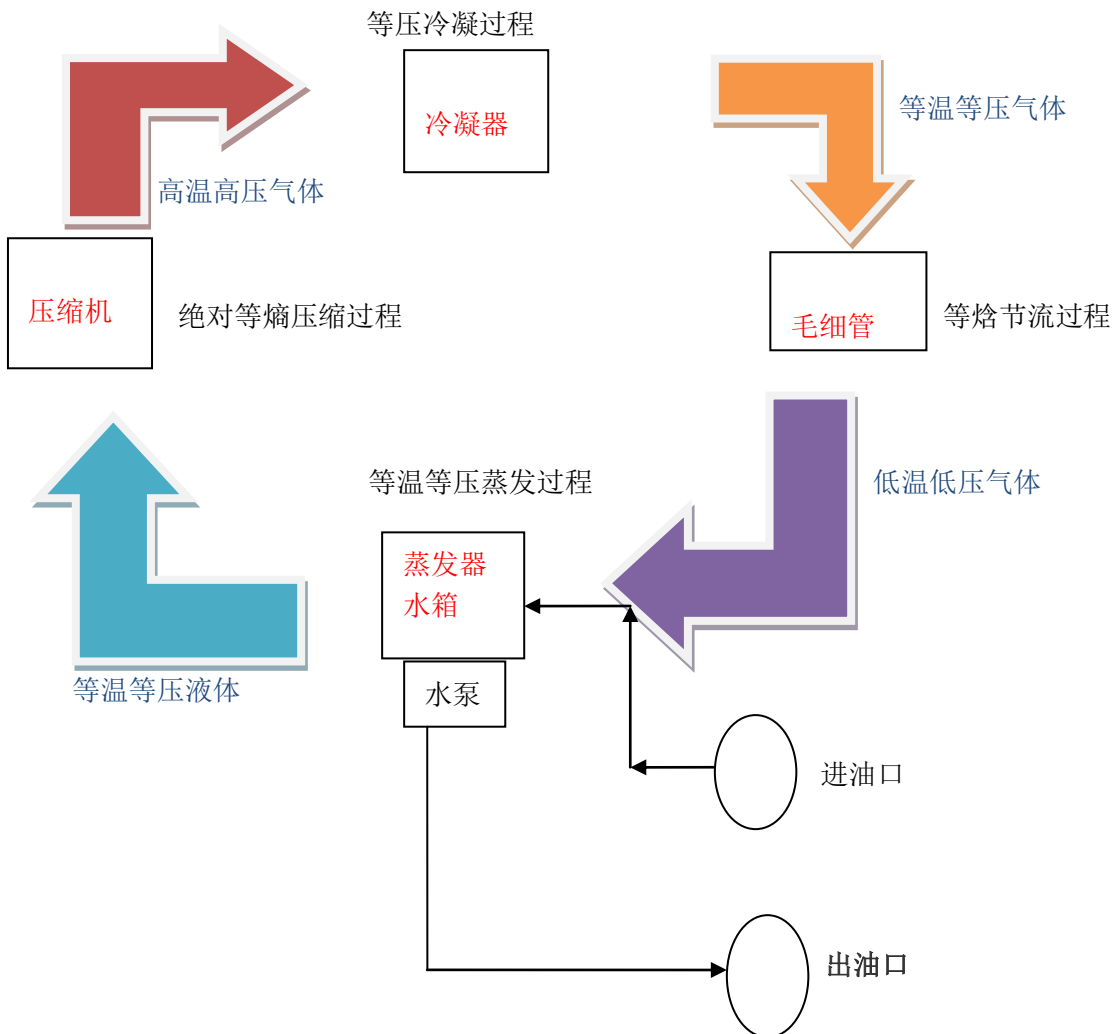 等压冷凝过程
冷凝器
等温等压气体
高温高压气体
压缩机
绝对等熵压缩过程
毛细管
等焓节流过程
等温等压蒸发过程
低温低压气体
蒸发器
水箱
等温等压液体
水泵
进油口
出油口